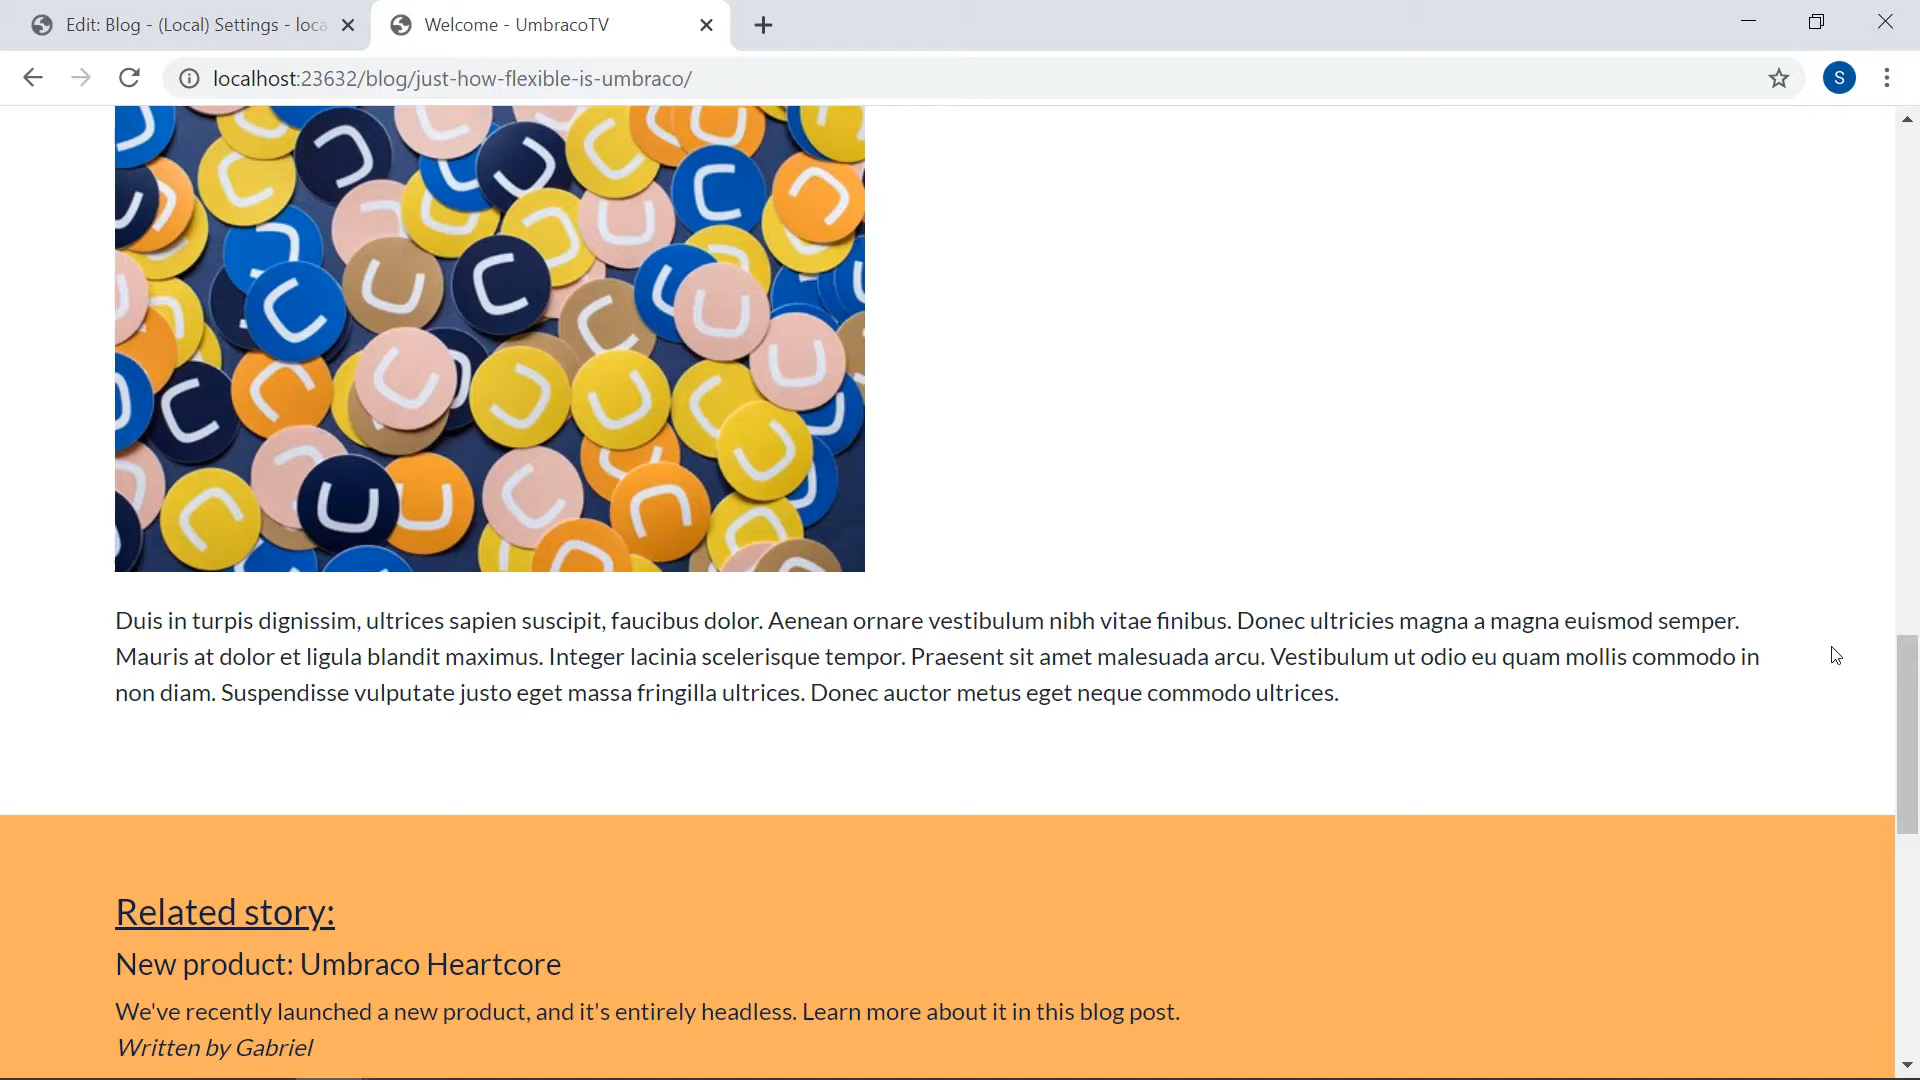 Edit: Blog - (Local) Settings - loca
Welcome - UmbracoTV
localhost:23632/blog/just-how-flexible-is-umbraco/
S
Duis in turpis dignissim, ultrices sapien suscipit, faucibus dolor. Aenean ornare vestibulum nibh vitae finibus. Donec ultricies magna a magna euismod semper.
Mauris at dolor et ligula blandit maximus. Integer lacinia scelerisque tempor. Praesent sit amet malesuada arcu. Vestibulum ut odio eu quam mollis commodo in
non diam. Suspendisse vulputate justo eget massa fringilla ultrices. Donec auctor metus eget neque commodo ultrices.
Related story:
New product: Umbraco Heartcore
We've recently launched a new product, and it's entirely headless. Learn more about it in this blog post.
Written by Gabriel